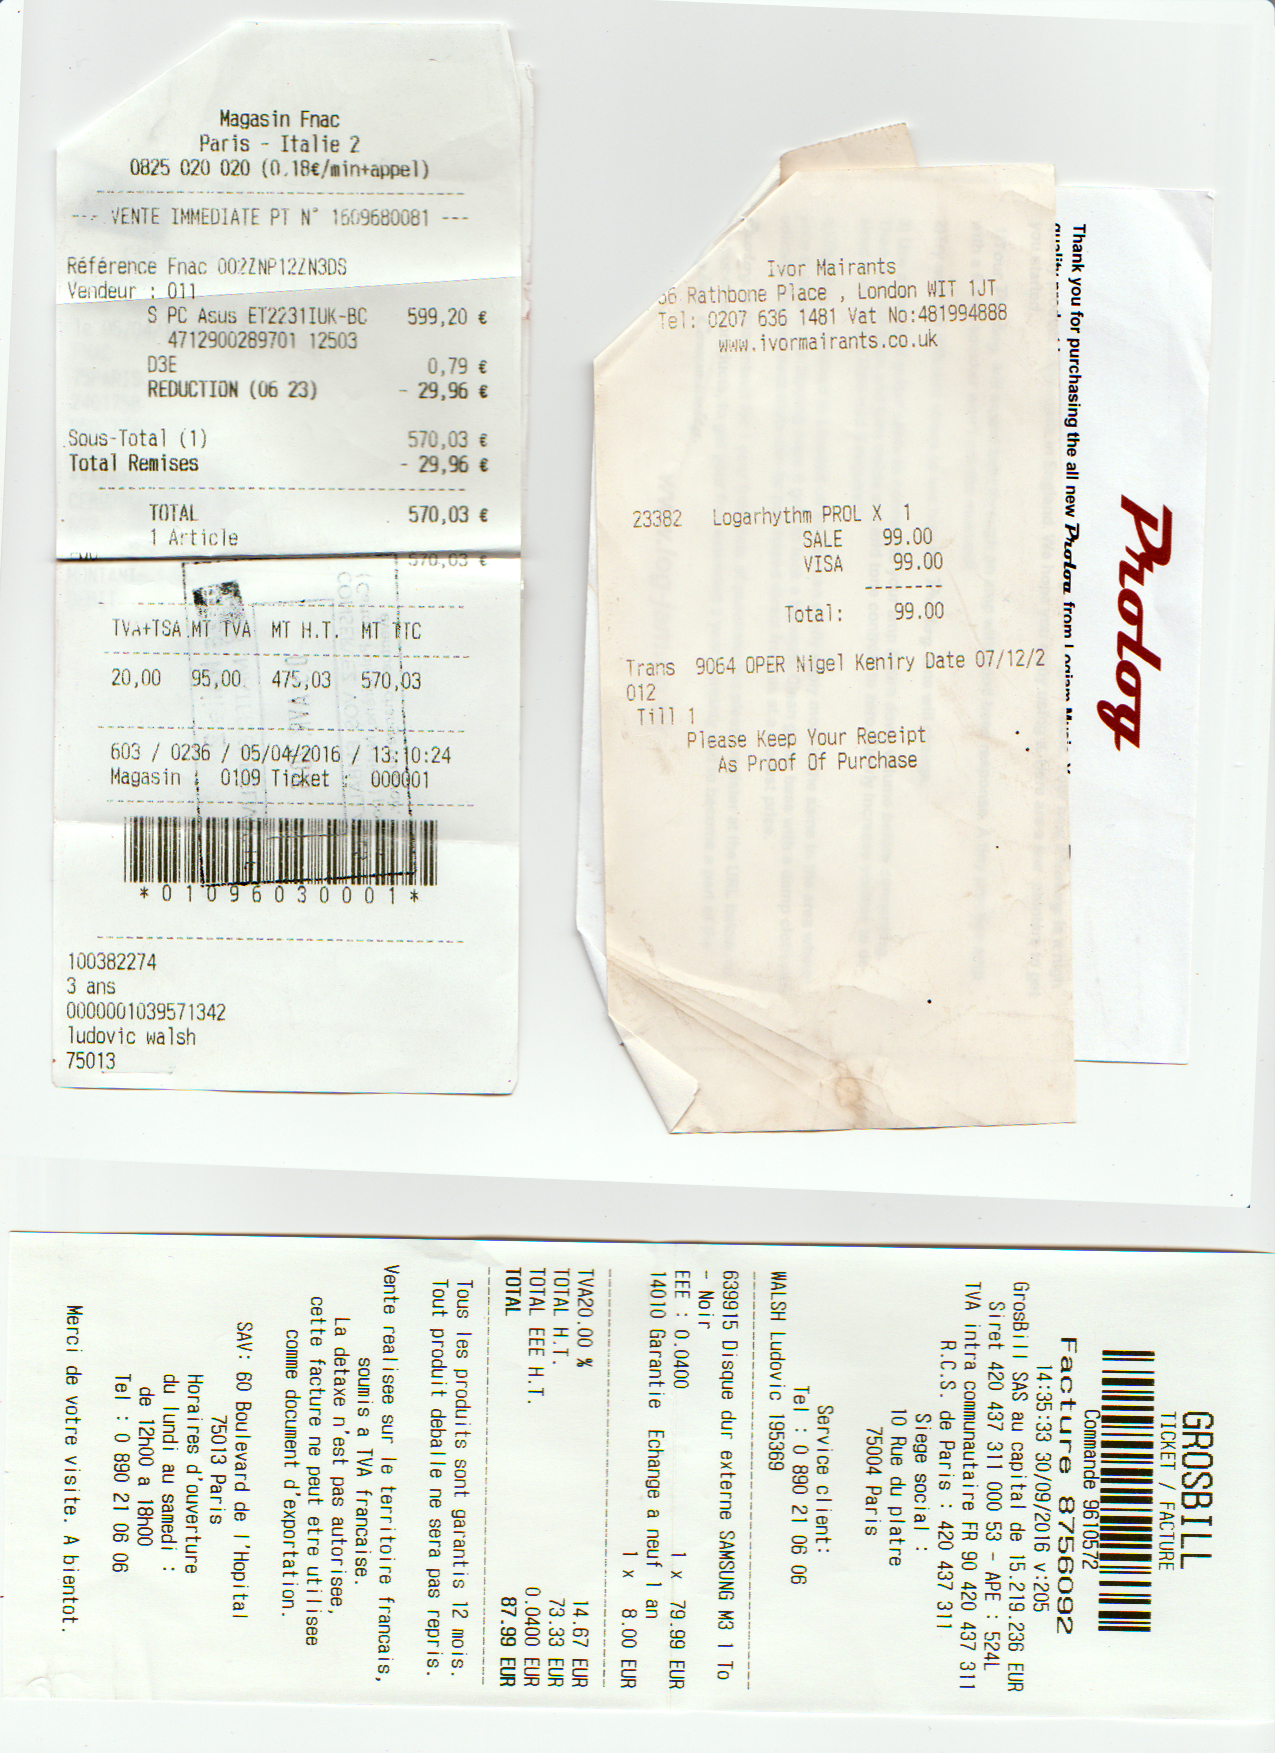 Magasin Fnac
Paris - Italie 2
0825 020 020 (0.18€/min+appel)
--- VENTE IMMEDIATE PT N° 1609680081 ---
Référence Fnac 002ZNP12ZN3DS
Vendeur : 011
S PC Asus ET2231IUK-BC 599,20 €
4712900289701 12503
D3E 0,79 €
REDUCTION (06 23) - 29,96 €
Sous-Total (1) 570,03 €
Total Remises - 29,96 €
TOTAL 570,03 €
1 Article
570,03 €
TVA+TSA MT TVA MT H.T. MT TTC
20,00 95,00 475,03 570,03
603 / 0236 / 05/04/2016 / 13:10:24
Magasin : 0109 Ticket : 000001
*01096030001*
100382274
3 ans
0000001039571342
ludovic walsh
75013
Ivor Mairants
56 Rathbone Place , London WIT 1JT
Tel: 0207 636 1481 Vat No:481994888
www.ivormairants.co.uk
23382 Logarhythm PROL X 1
SALE 99.00
VISA 99.00
--------
Total: 99.00
Trans 9064 OPER Nigel Keniry Date 07/12/2
012
Till 1
Please Keep Your Receipt
As Proof Of Purchase
Prolog
Thank you for purchasing the all new Prolog from Logjam Music
GROSBILL
TICKET / FACTURE
Commande 9610572
Facture 8756092
14:35:33 30/09/2016 v:205
GrosBill SAS au capital de 15.219.236 EUR
Siret 420 437 311 000 53 - APE : 524L
TVA intra communautaire FR 90 420 437 311
R.C.S. de Paris : 420 437 311
Siege social :
10 Rue du platre
75004 Paris
Service client:
Tel : 0 890 21 06 06
WALSH Ludovic 195369
639915 Disque dur externe SAMSUNG M3 1 To
- Noir
EEE : 0.0400 1 x 79.99 EUR
14010 Garantie Echange a neuf 1 an
1 x 8.00 EUR
TVA20.00 % 14.67 EUR
TOTAL H.T. 73.33 EUR
TOTAL EEE H.T. 0.0400 EUR
TOTAL 87.99 EUR
Tous les produits sont garantis 12 mois.
Tout produit deballe ne sera pas repris.
Vente realisee sur le territoire francais,
soumis a TVA francaise.
La detaxe n'est pas autorisee,
cette facture ne peut etre utilisee
comme document d'exportation.
SAV: 60 Boulevard de l'Hopital
75013 Paris
Horaires d'ouverture
du lundi au samedi :
de 12h00 a 18h00
Tel : 0 890 21 06 06
Merci de votre visite. A bientot.